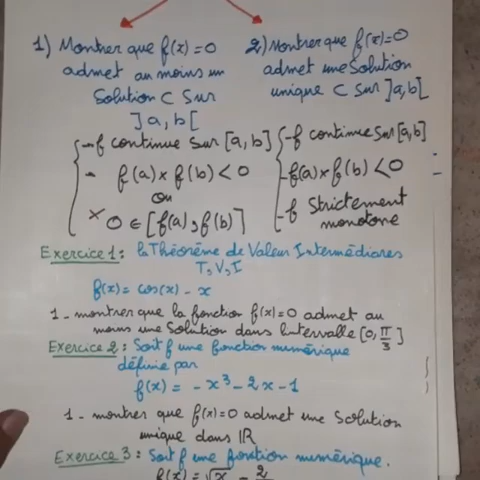 1) Montrer que f(x)=0
admet au moins un
Solution C sur
]a,b[
2) Montrer que f(x)=0
admet une Solution
unique C sur ]a,b[
- f continue sur [a,b]
- f(a) x f(b) < 0
ou
x 0 ∈ [f(a) , f(b)]
- f continue sur [a,b]
- f(a) x f(b) < 0
- f Strictement
monotone
Exercice 1 : la Théorème de Valeur Intermédiares
T,V,I
f(x) = cos(x) - x
1 - montrer que la fonction f(x)=0 admet au
moins une Solution dans l'intervalle [0, π/3]
Exercice 2 : Soit f une fonction numérique
définie par
f(x) = - x³ - 2x - 1
1 - montrer que f(x)=0 admet une Solution
unique dans IR
Exercice 3 : Soit f une fonction numérique.
f(x) = √x - 2